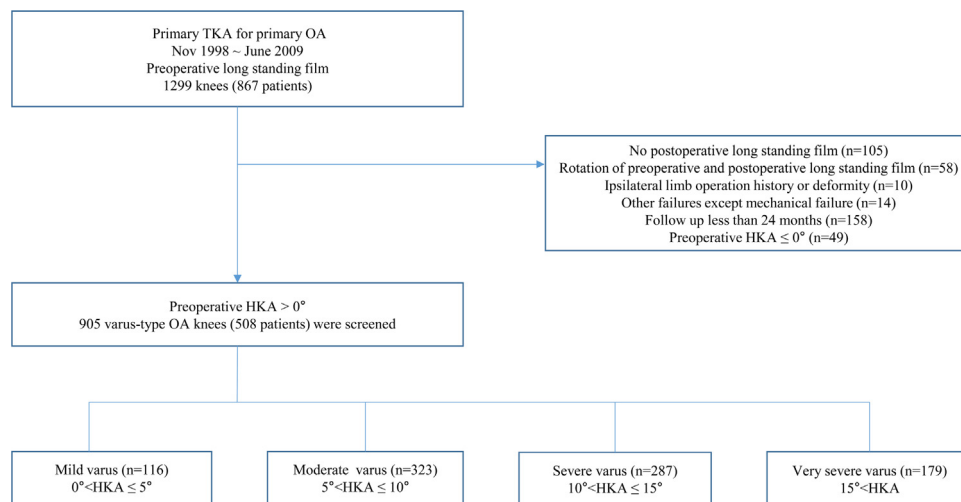 Primary TKA for primary OA
Nov 1998 ~ June 2009
Preoperative long standing film
1299 knees (867 patients)
No postoperative long standing film (n=105)
Rotation of preoperative and postoperative long standing film (n=58)
Ipsilateral limb operation history or deformity (n=10)
Other failures except mechanical failure (n=14)
Follow up less than 24 months (n=158)
Preoperative HKA ≤ 0° (n=49)
Preoperative HKA > 0°
905 varus-type OA knees (508 patients) were screened
Mild varus (n=116)
0°<HKA ≤ 5°
Moderate varus (n=323)
5°<HKA ≤ 10°
Severe varus (n=287)
10°<HKA ≤ 15°
Very severe varus (n=179)
15°<HKA